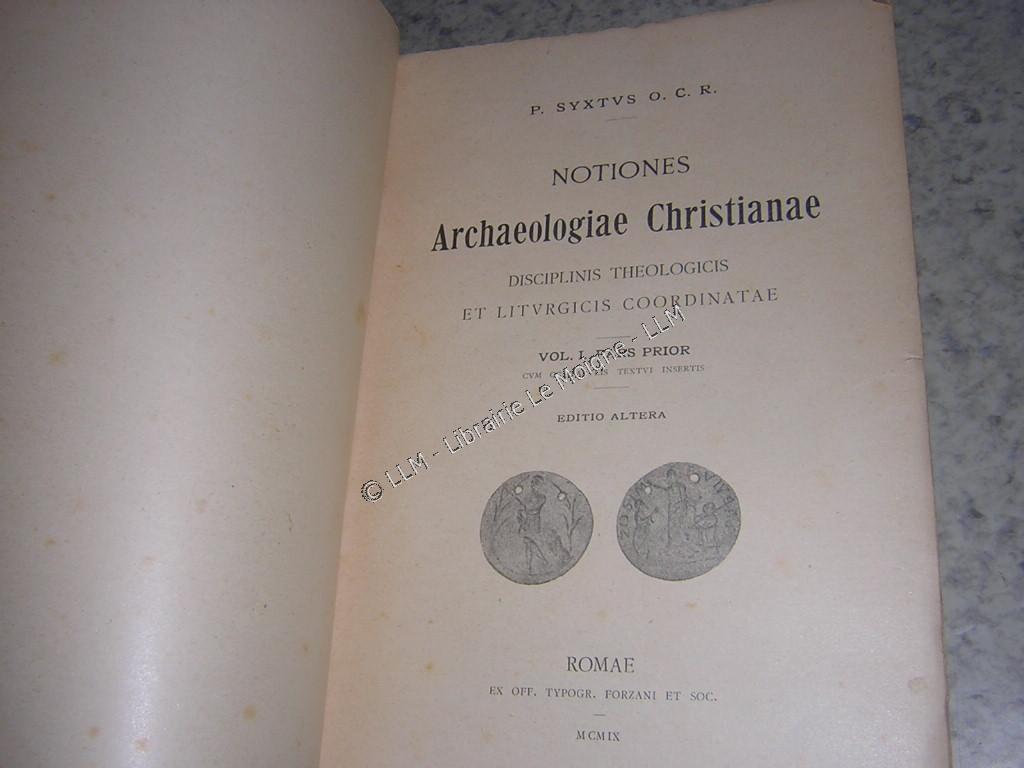 P. SYXTVS O. C. R.
NOTIONES
Archaeologiae Christianae
DISCIPLINIS THEOLOGICIS
ET LITVRGICIS COORDINATAE
VOL. I. PARS PRIOR
CVM TEXTVI INSERTIS
EDITIO ALTERA
ROMAE
EX OFF. TYPOGR. FORZANI ET SOC.
MCMIX
© LLM - Librairie Le Moigne - LLM